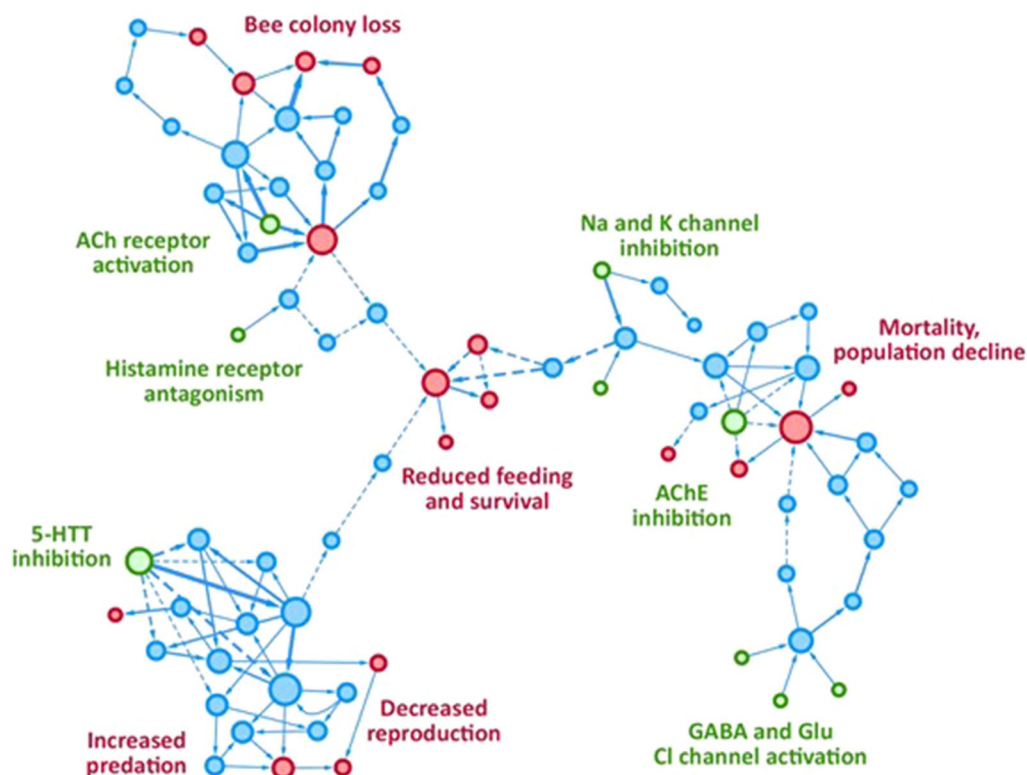 Bee colony loss
ACh receptor
activation
Na and K channel
inhibition
Mortality,
population decline
Histamine receptor
antagonism
Reduced feeding
and survival
AChE
inhibition
5-HTT
inhibition
Decreased
reproduction
Increased
predation
GABA and Glu
Cl channel activation